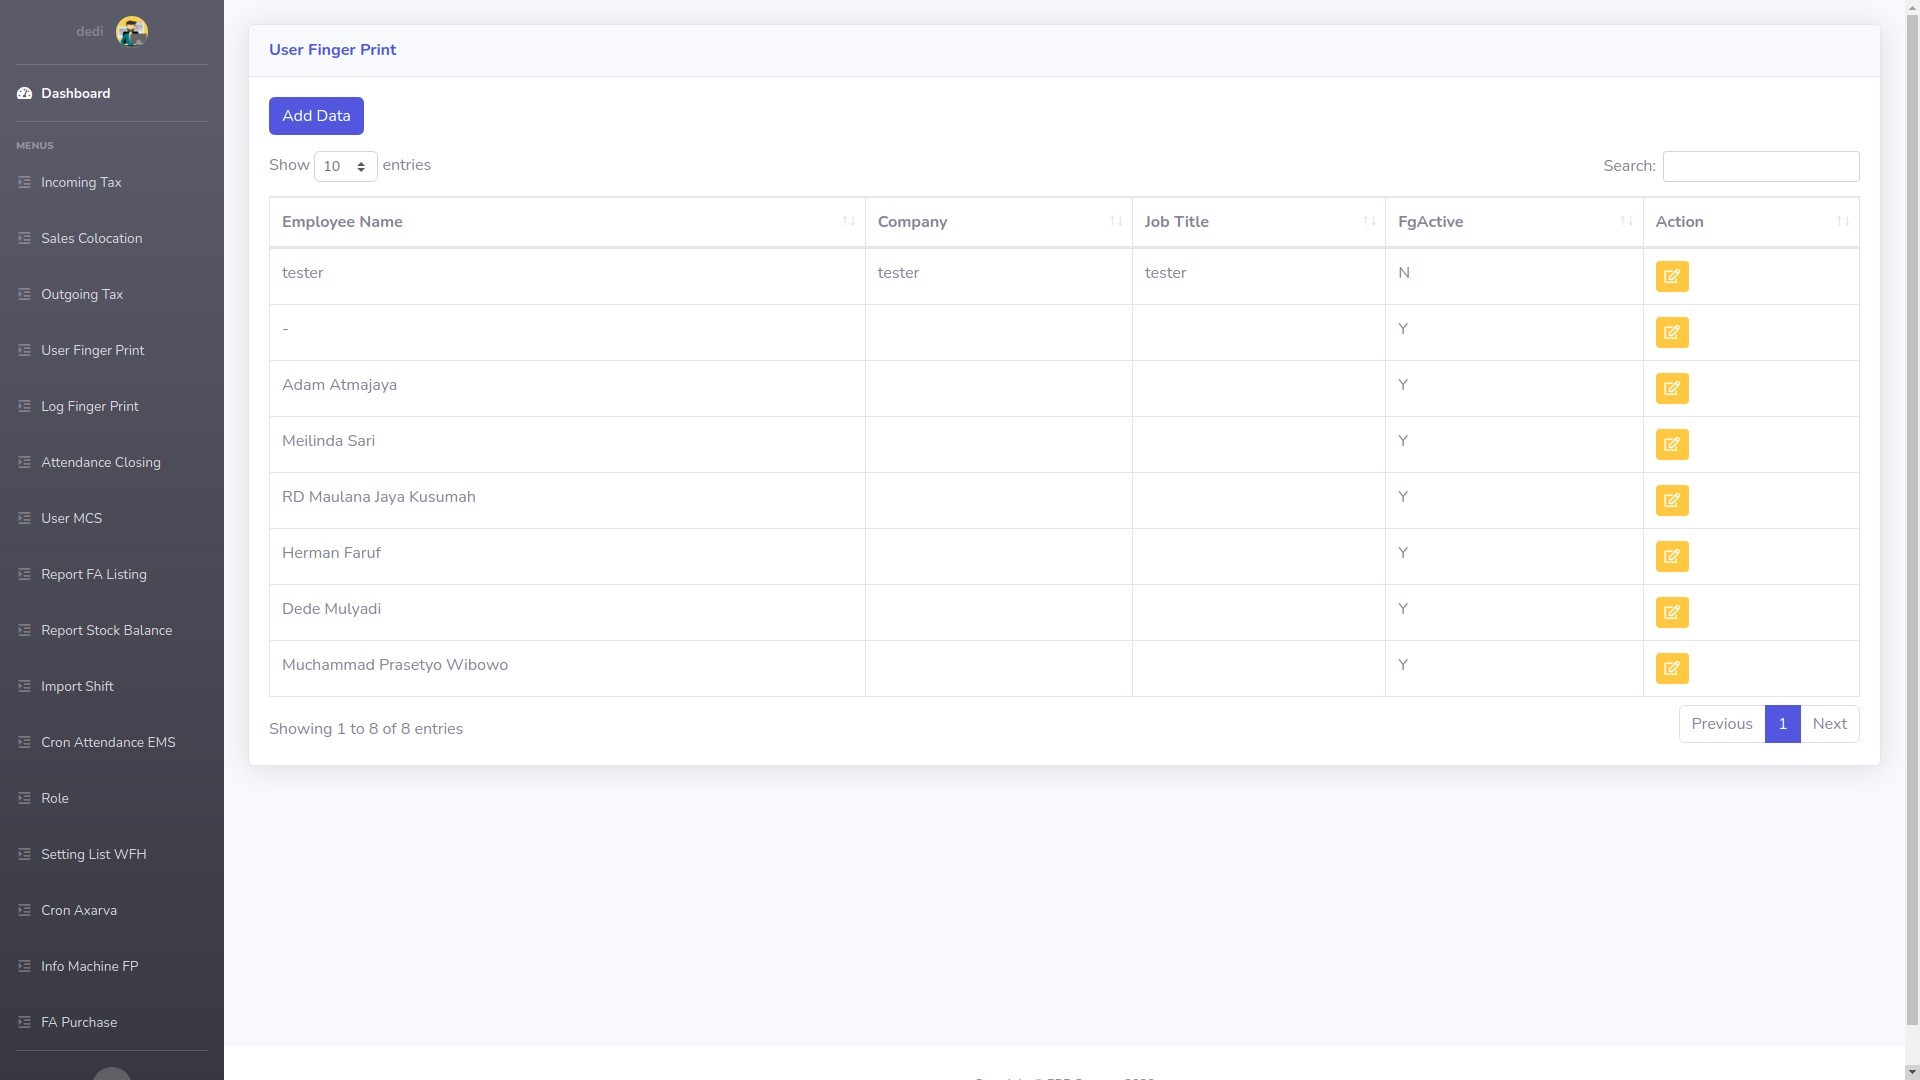 dedi
Dashboard
MENUS
Incoming Tax
Sales Colocation
Outgoing Tax
User Finger Print
Log Finger Print
Attendance Closing
User MCS
Report FA Listing
Report Stock Balance
Import Shift
Cron Attendance EMS
Role
Setting List WFH
Cron Axarva
Info Machine FP
FA Purchase
User Finger Print
Add Data
Show 10 entries
Search:
Employee Name Company Job Title FgActive Action
tester tester tester N
- Y
Adam Atmajaya Y
Meilinda Sari Y
RD Maulana Jaya Kusumah Y
Herman Faruf Y
Dede Mulyadi Y
Muchammad Prasetyo Wibowo Y
Showing 1 to 8 of 8 entries
Previous 1 Next